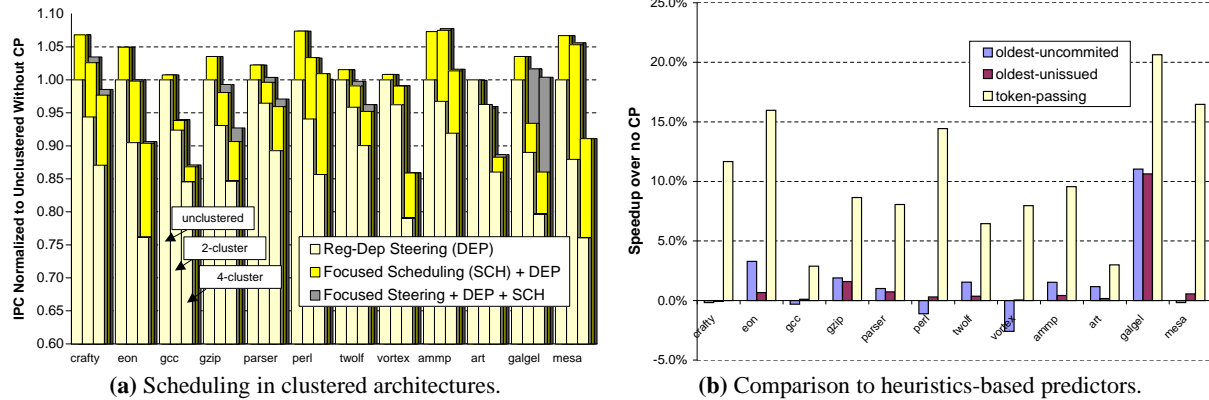 IPC Normalized to Unclustered Without CP
1.10
1.05
1.00
0.95
0.90
0.85
0.80
0.75
0.70
0.65
0.60
unclustered
2-cluster
4-cluster
Reg-Dep Steering (DEP)
Focused Scheduling (SCH) + DEP
Focused Steering + DEP + SCH
crafty eon gcc gzip parser perl twolf vortex ammp art galgel mesa
(a) Scheduling in clustered architectures.
Speedup over no CP
25.0%
20.0%
15.0%
10.0%
5.0%
0.0%
-5.0%
oldest-uncommited
oldest-unissued
token-passing
crafty eon gcc gzip parser perl twolf vortex ammp art galgel mesa
(b) Comparison to heuristics-based predictors.